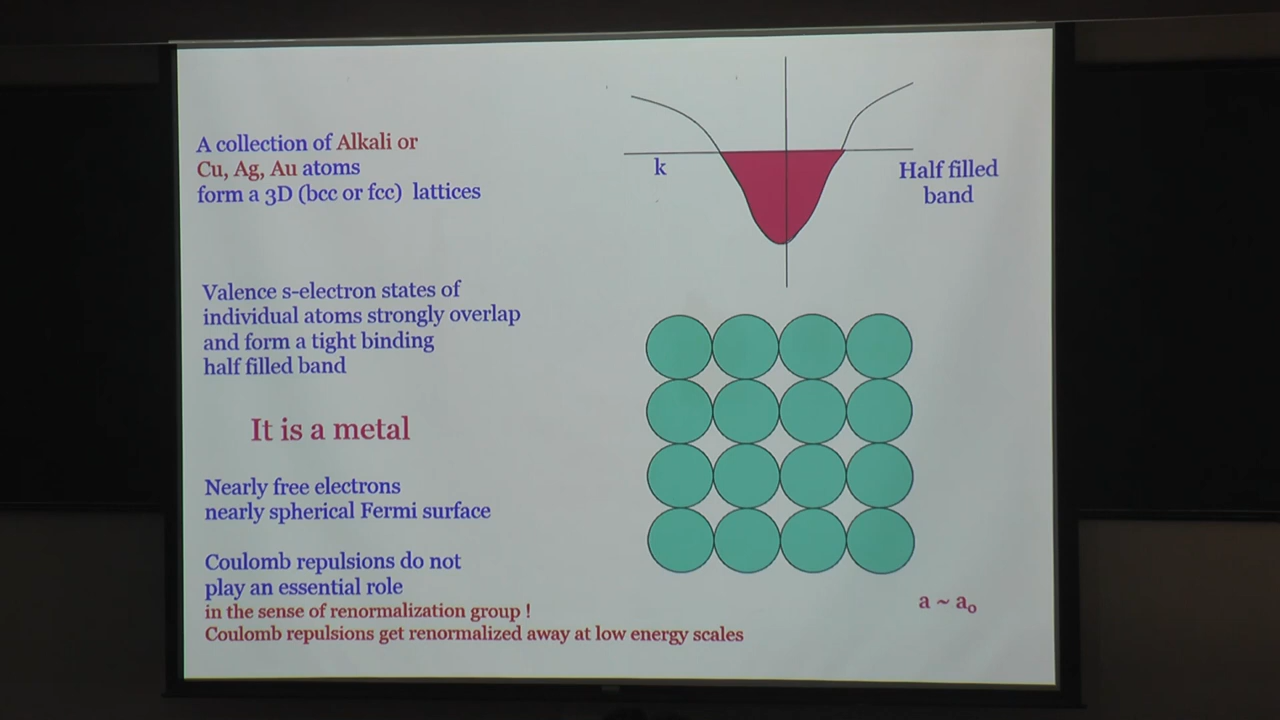 A collection of Alkali or
Cu, Ag, Au atoms
form a 3D (bcc or fcc) lattices
k
Half filled
band
Valence s-electron states of
individual atoms strongly overlap
and form a tight binding
half filled band
It is a metal
Nearly free electrons
nearly spherical Fermi surface
Coulomb repulsions do not
play an essential role
in the sense of renormalization group !
Coulomb repulsions get renormalized away at low energy scales
a ~ a₀